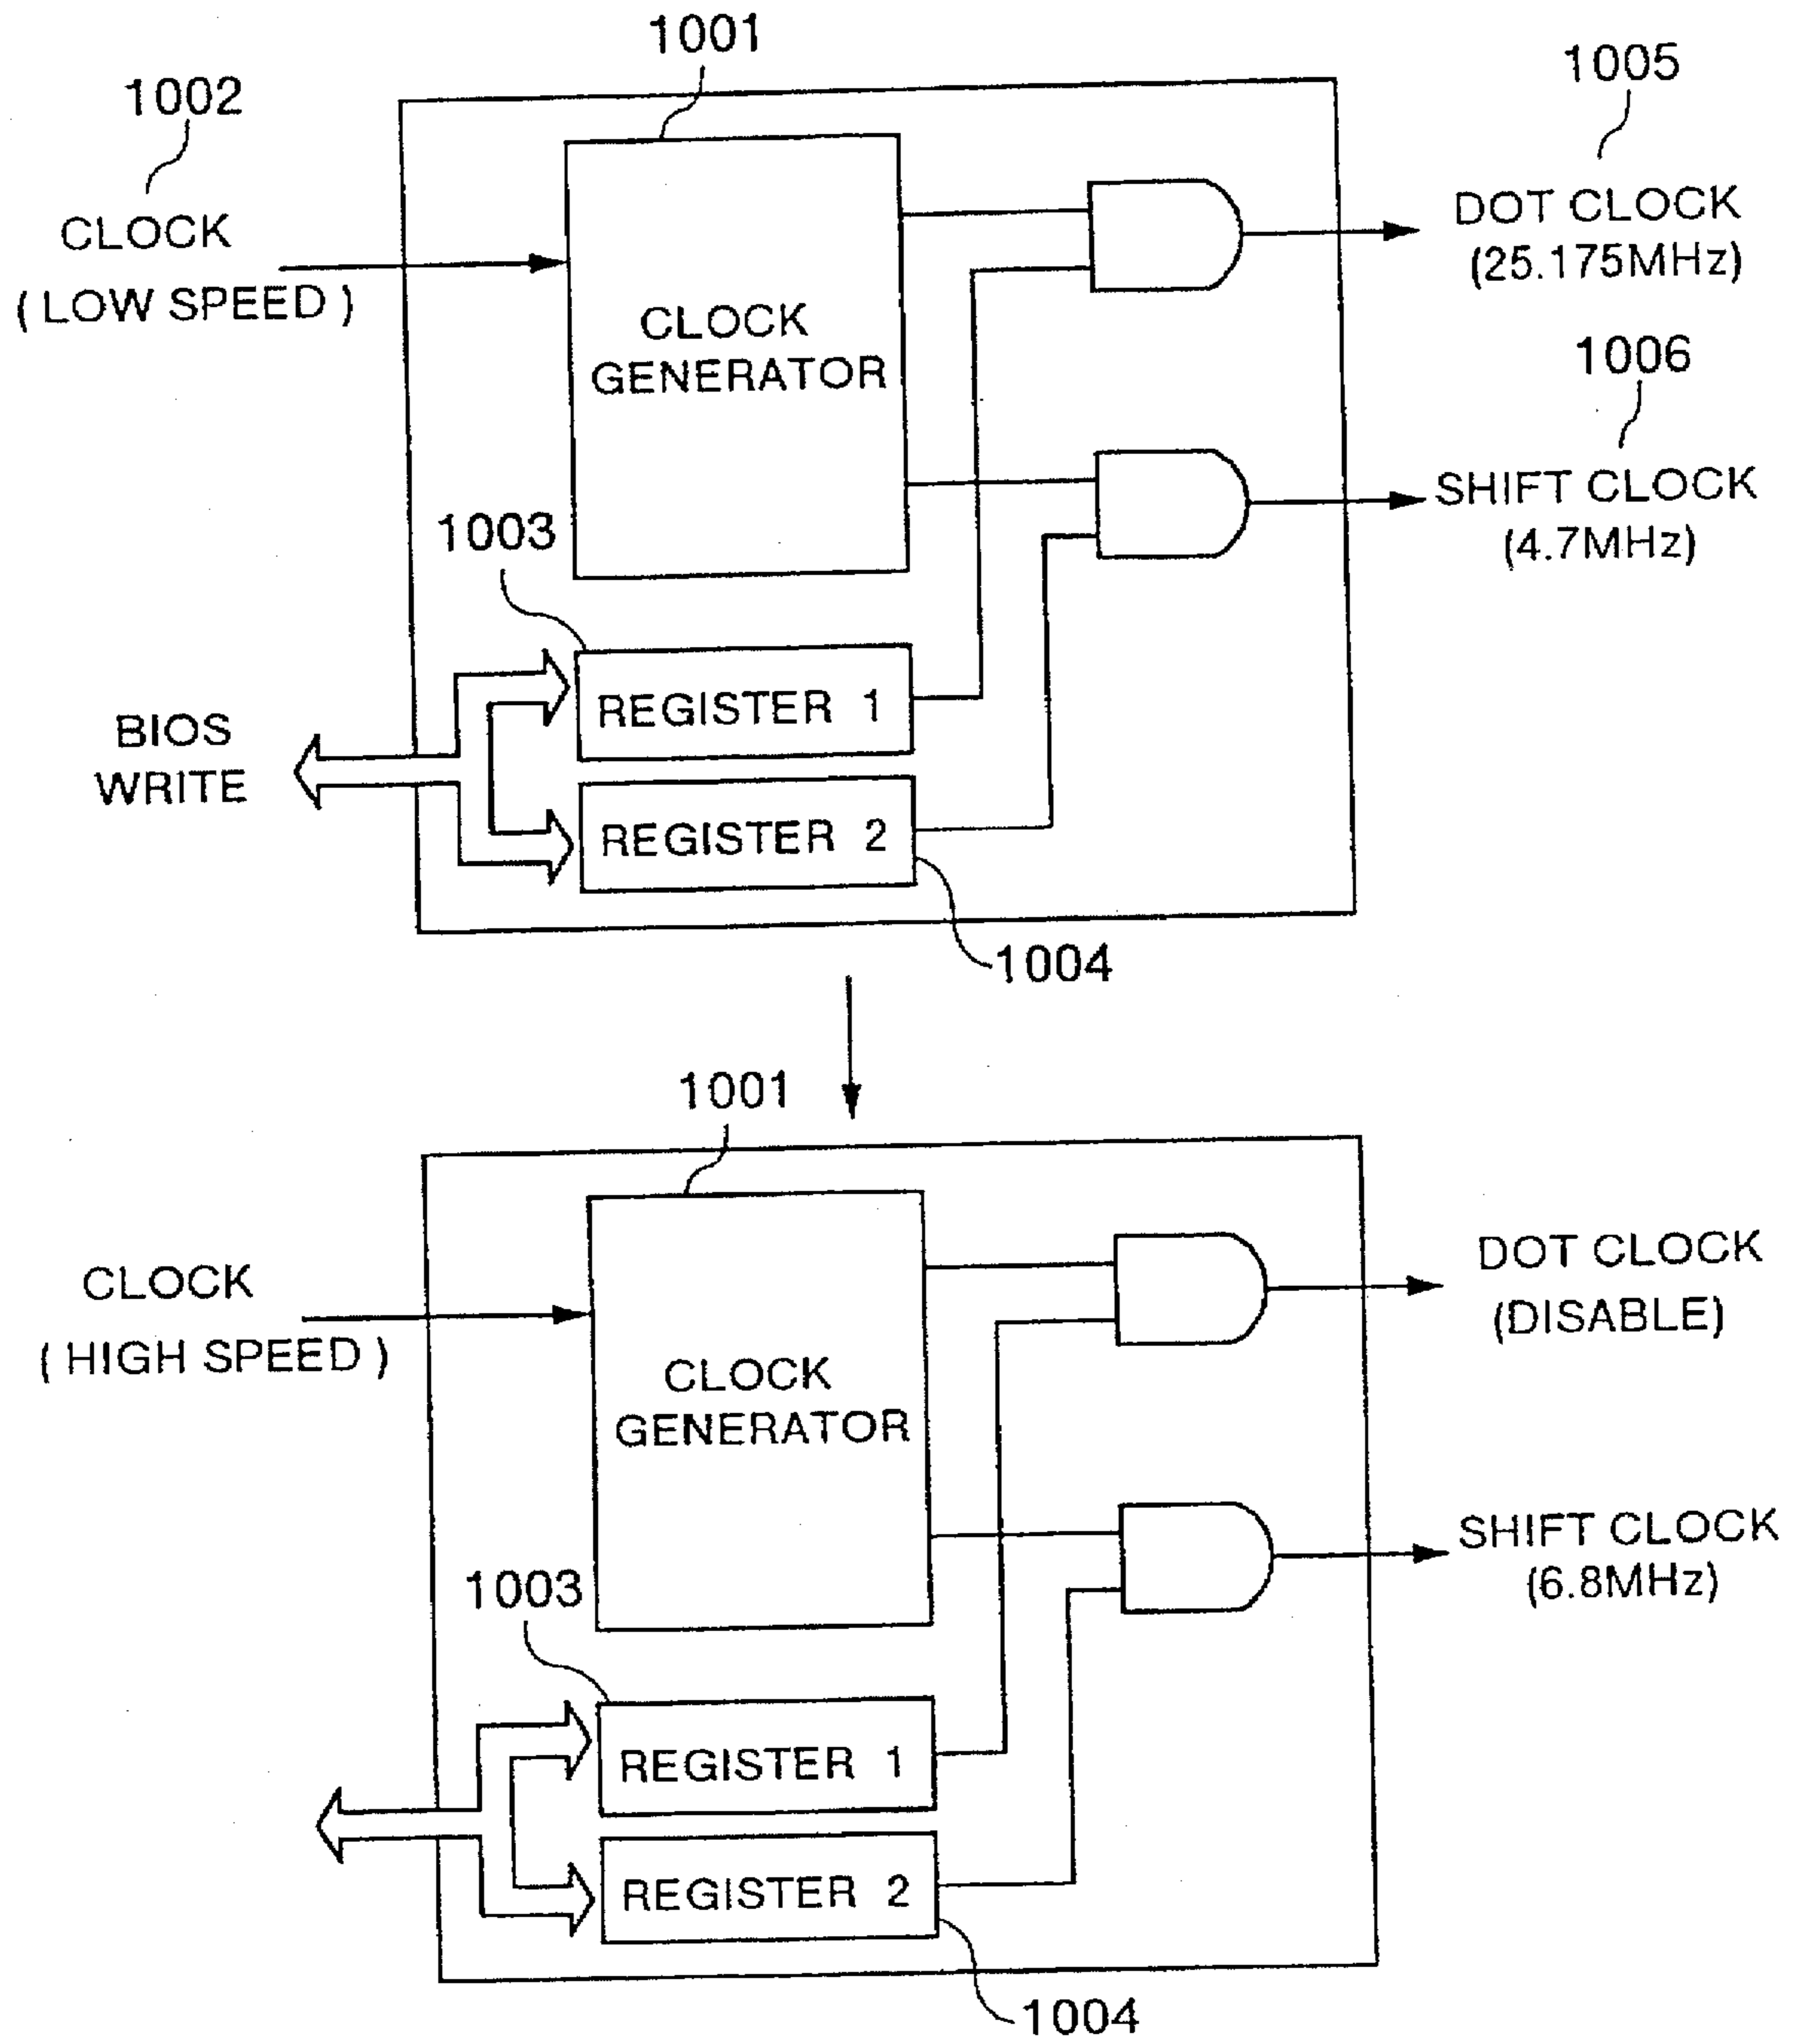 1001
1002
1005
CLOCK
( LOW SPEED )
DOT CLOCK
(25.175MHz)
CLOCK
GENERATOR
1006
SHIFT CLOCK
(4.7MHz)
1003
REGISTER 1
BIOS
WRITE
REGISTER 2
1004
1001
CLOCK
( HIGH SPEED )
DOT CLOCK
(DISABLE)
CLOCK
GENERATOR
SHIFT CLOCK
(6.8MHz)
1003
REGISTER 1
REGISTER 2
1004